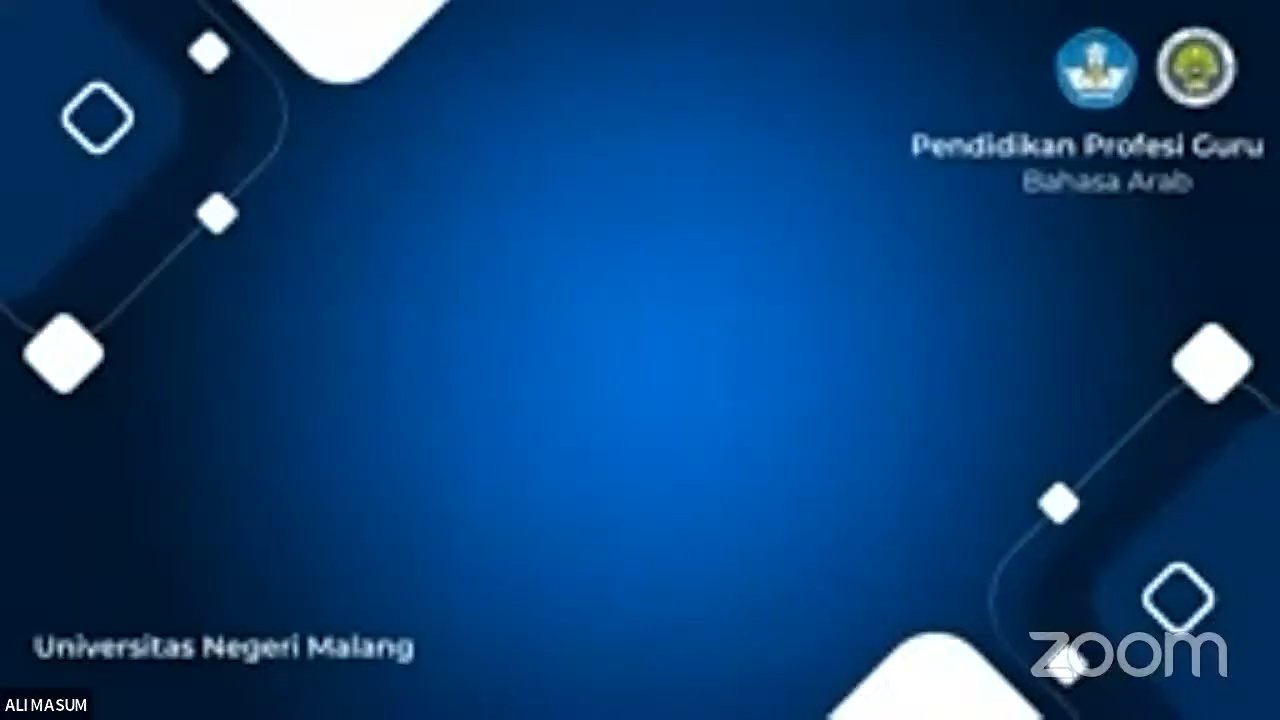 Pendidikan Profesi Guru
Bahasa Arab
Universitas Negeri Malang
zoom
ALI MASUM